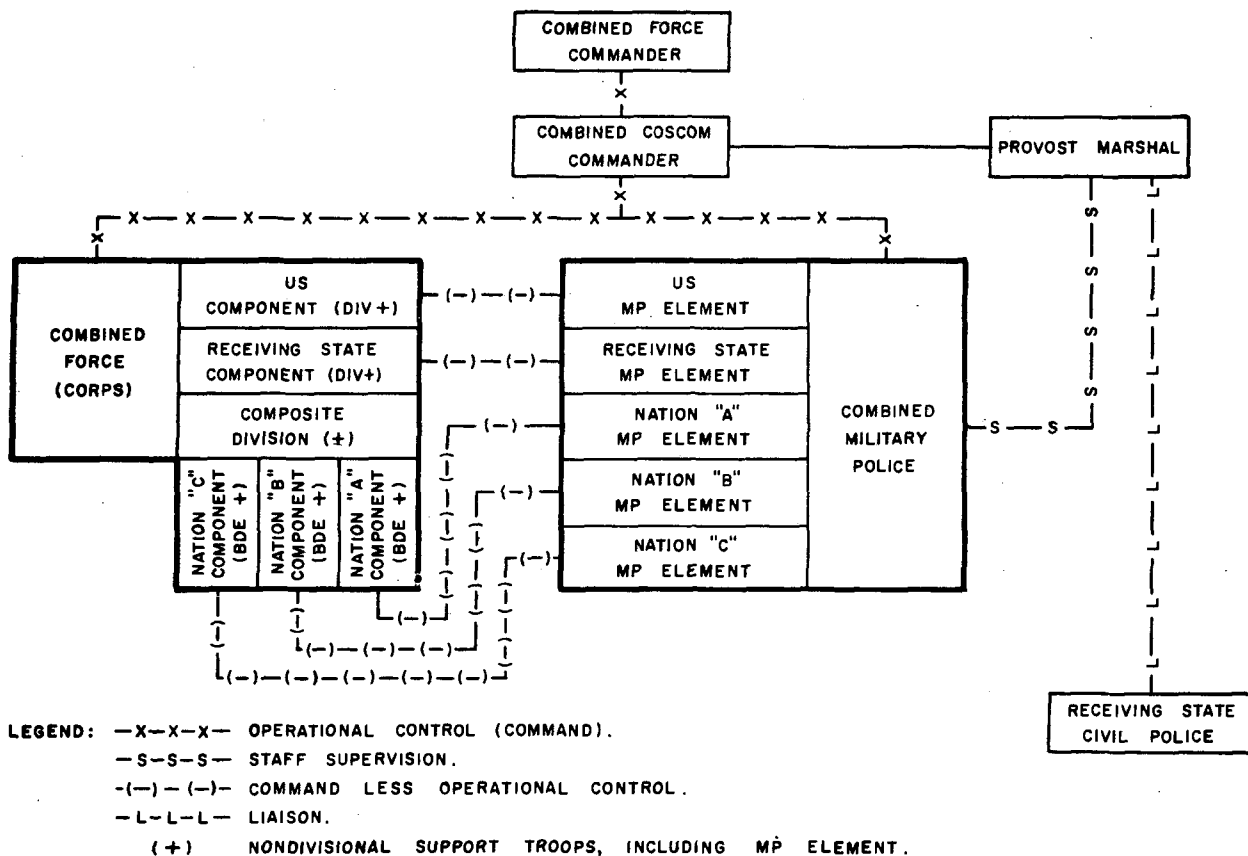 COMBINED FORCE
COMMANDER
COMBINED COSCOM
COMMANDER
PROVOST MARSHAL
COMBINED
FORCE
(CORPS)
US
COMPONENT (DIV+)
RECEIVING STATE
COMPONENT (DIV+)
COMPOSITE
DIVISION (±)
NATION "C"
COMPONENT
(BDE +)
NATION "B"
COMPONENT
(BDE +)
NATION "A"
COMPONENT
(BDE +)
US
MP ELEMENT
RECEIVING STATE
MP ELEMENT
NATION "A"
MP ELEMENT
NATION "B"
MP ELEMENT
NATION "C"
MP ELEMENT
COMBINED
MILITARY
POLICE
RECEIVING STATE
CIVIL POLICE
LEGEND: —X—X—X— OPERATIONAL CONTROL (COMMAND).
—S—S—S— STAFF SUPERVISION.
-(—)—(—)- COMMAND LESS OPERATIONAL CONTROL.
—L—L—L— LIAISON.
(+) NONDIVISIONAL SUPPORT TROOPS, INCLUDING MP ELEMENT.